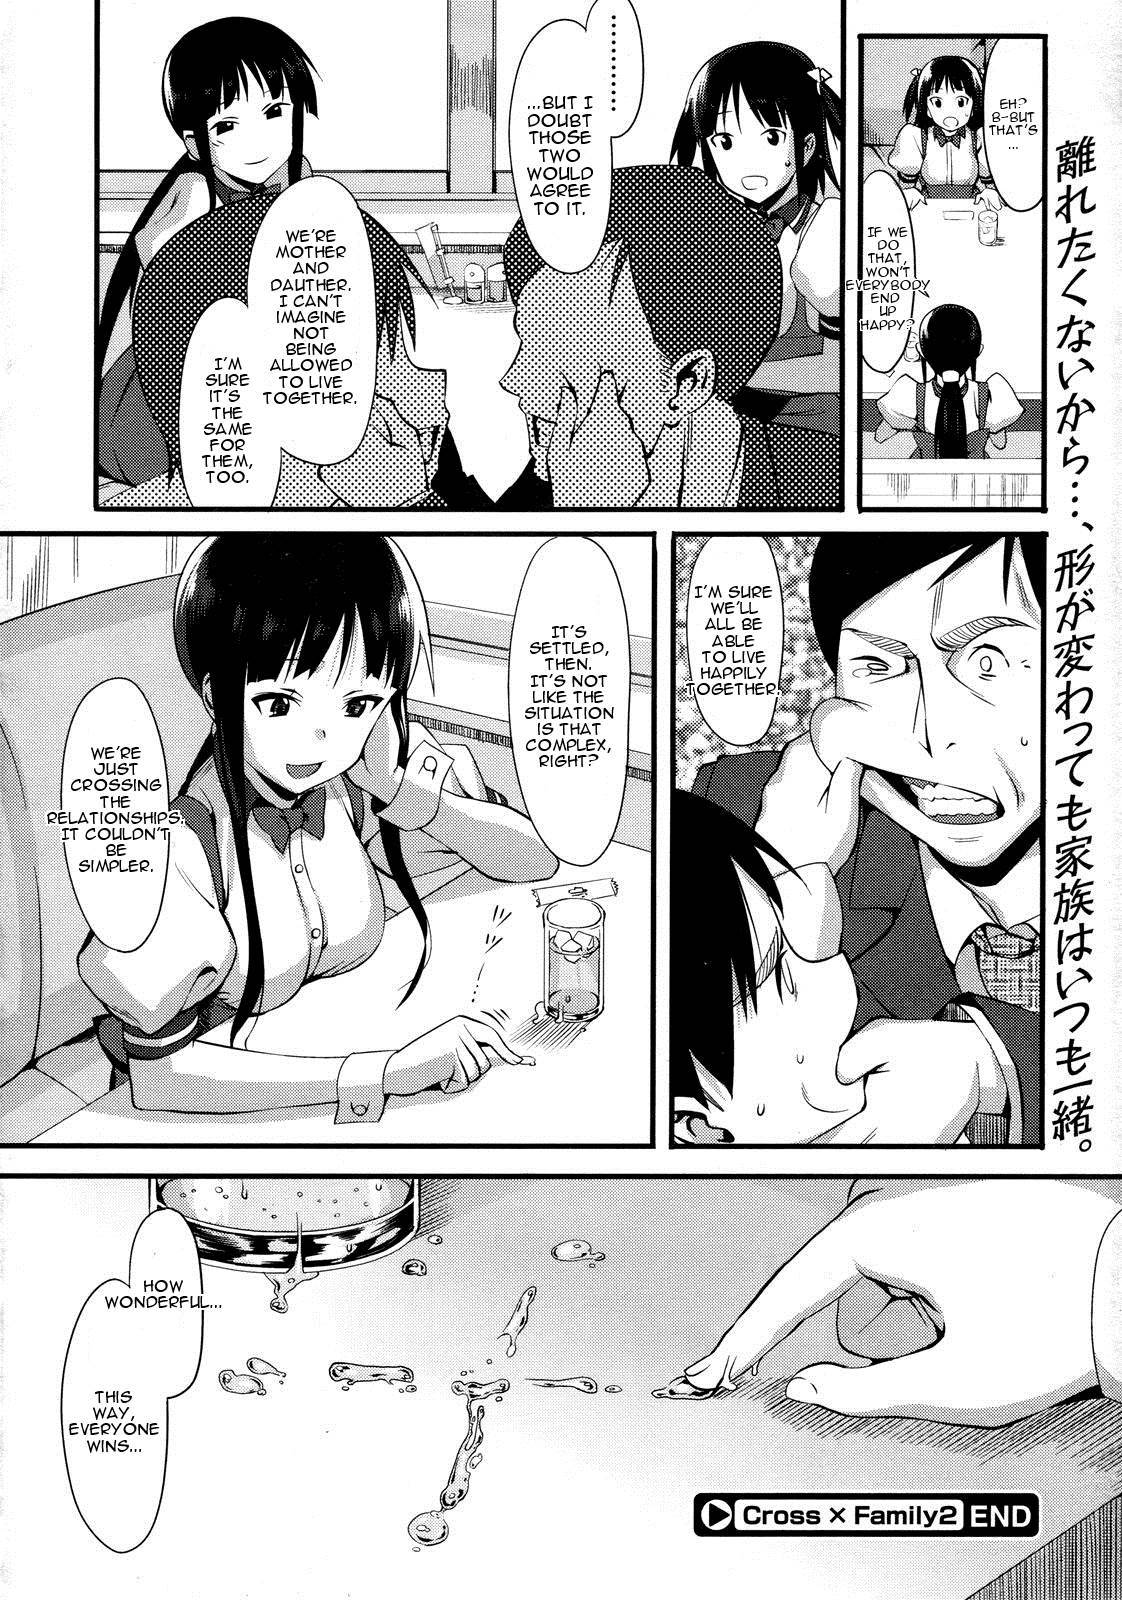 EH?
B-BUT
THAT'S
...
IF WE
DO
THAT,
WON'T
EVERYBODY
END
UP
HAPPY?
.........
...BUT I
DOUBT
THOSE
TWO
WOULD
AGREE
TO IT.
WE'RE
MOTHER
AND
DAUTHER.
I CAN'T
IMAGINE
NOT
BEING
ALLOWED
TO LIVE
TOGETHER.
I'M
SURE
IT'S
THE
SAME
FOR
THEM,
TOO.
離れたくないから…、形が変わっても家族はいつも一緒。
I'M SURE
WE'LL
ALL BE
ABLE
TO LIVE
HAPPILY
TOGETHER.
IT'S
SETTLED,
THEN.
IT'S NOT
LIKE THE
SITUATION
IS THAT
COMPLEX,
RIGHT?
WE'RE
JUST
CROSSING
THE
RELATIONSHIPS.
IT COULDN'T
BE
SIMPLER.
HOW
WONDERFUL...
THIS
WAY,
EVERYONE
WINS...
Cross × Family2 END